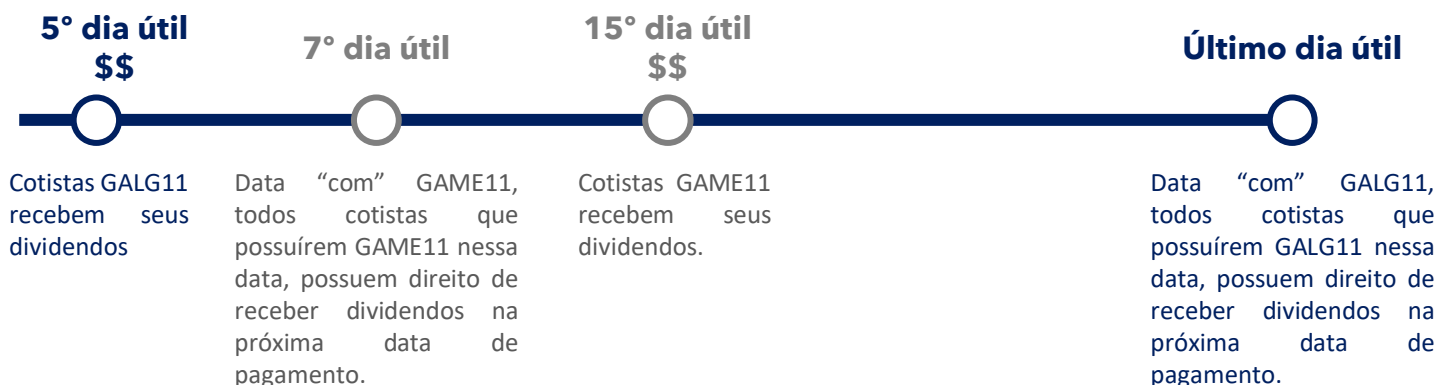 5º dia útil
$$
Cotistas GALG11
recebem seus
dividendos
7º dia útil
Data “com” GAME11,
todos cotistas que
possuírem GAME11 nessa
data, possuem direito de
receber dividendos na
próxima data de
pagamento.
15º dia útil
$$
Cotistas GAME11
recebem seus
dividendos.
Último dia útil
Data “com” GALG11,
todos cotistas que
possuírem GALG11 nessa
data, possuem direito de
receber dividendos na
próxima data de
pagamento.